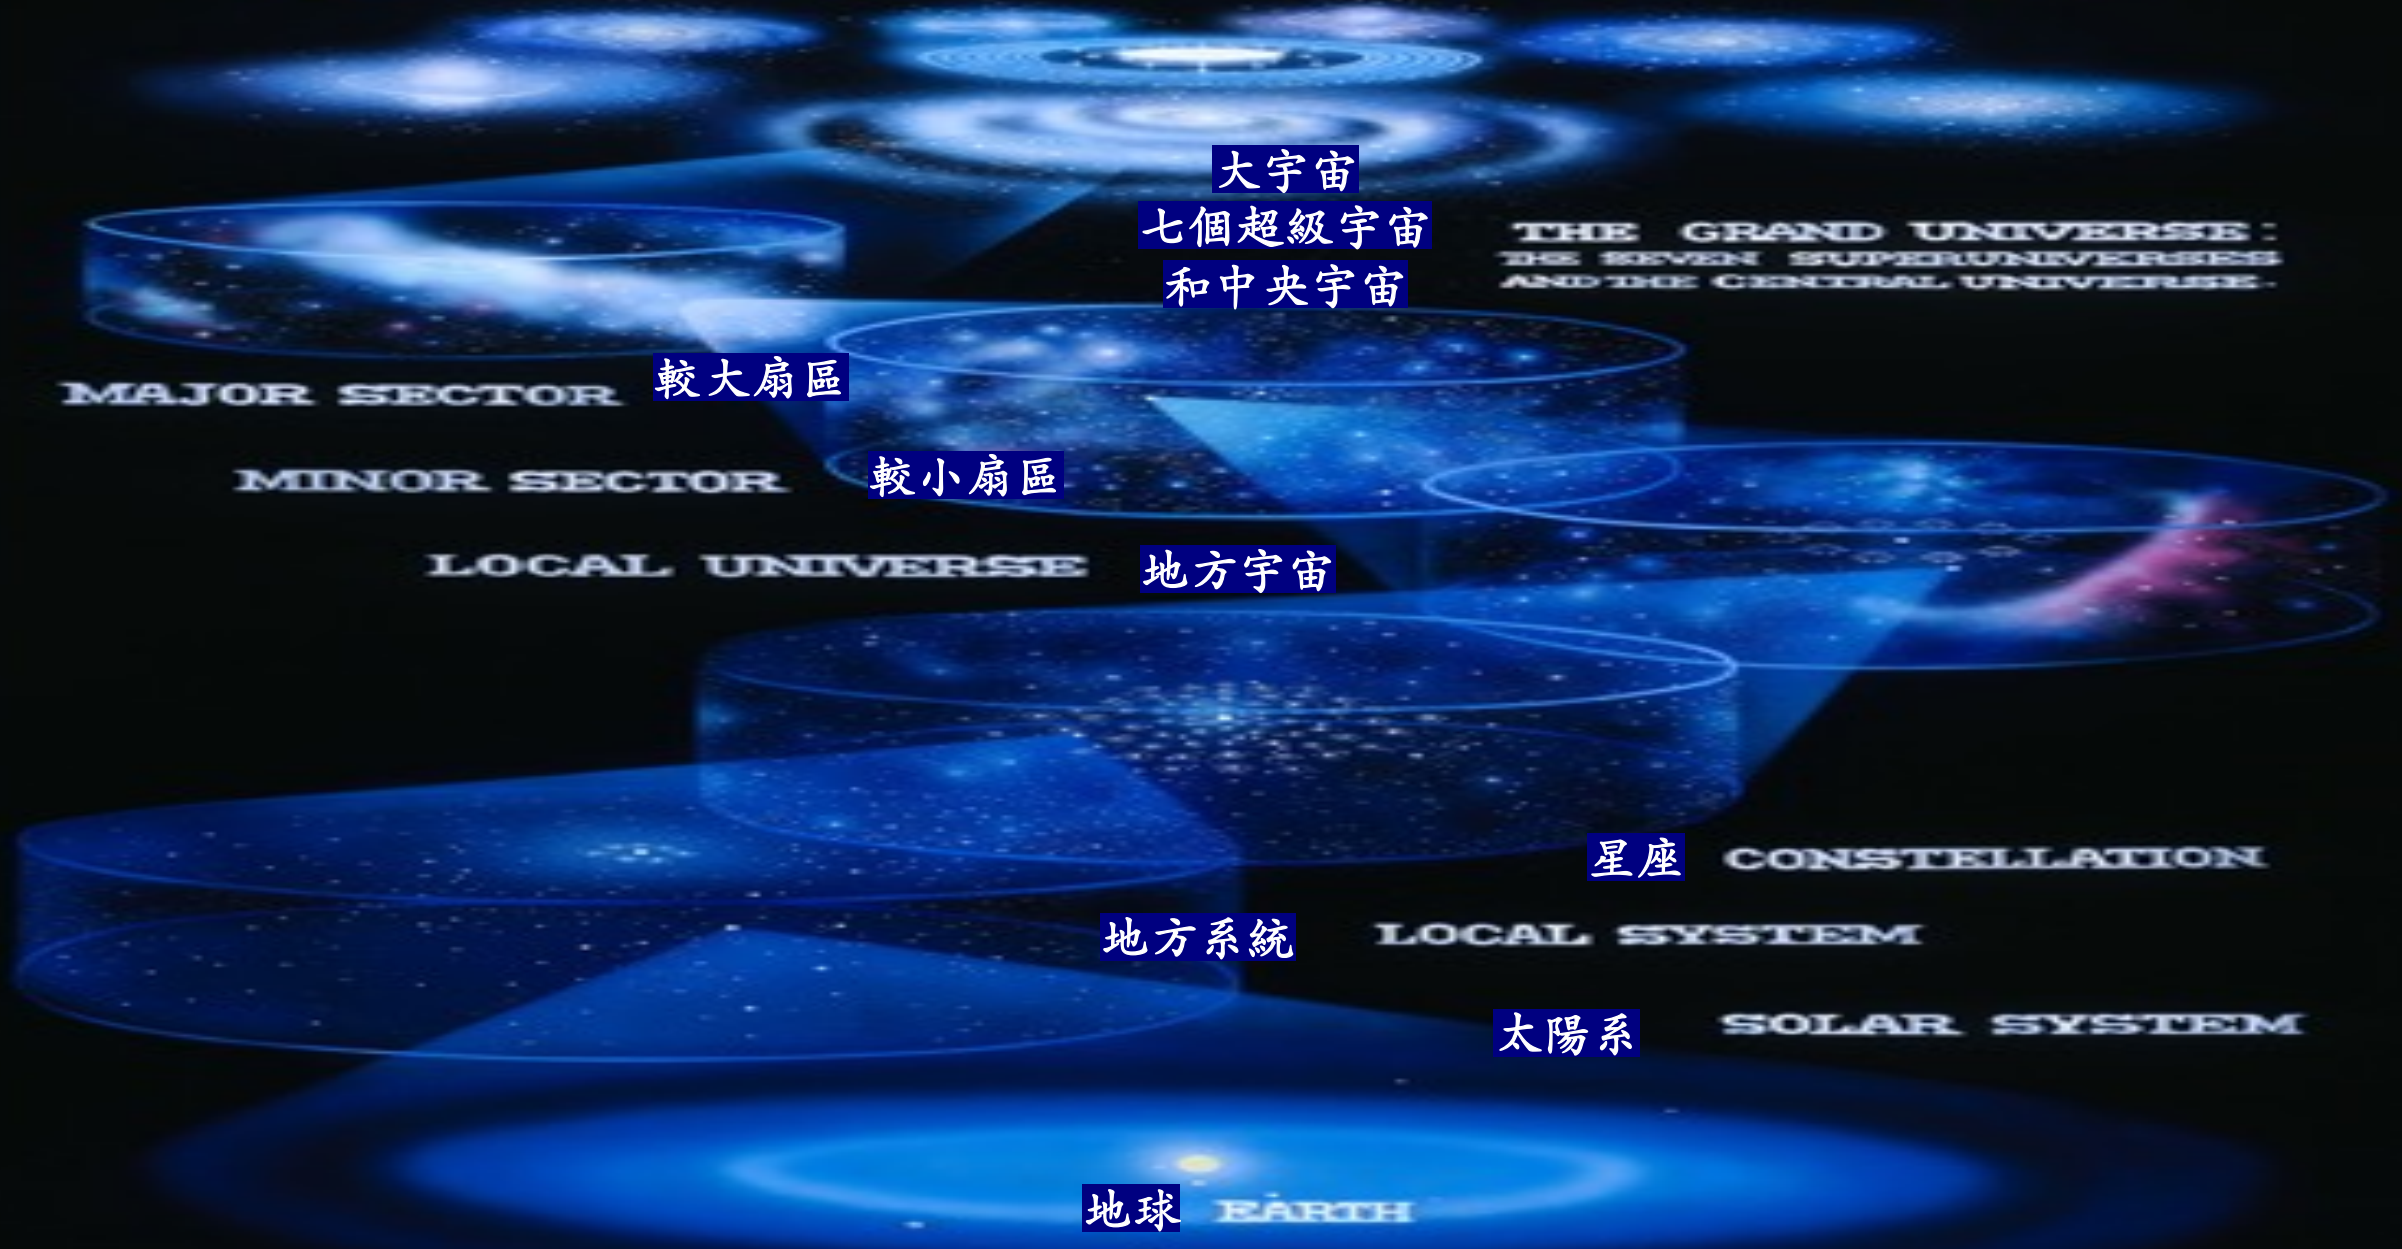 大宇宙
七個超級宇宙
和中央宇宙
THE GRAND UNIVERSE:
THE SEVEN SUPERUNIVERSES
AND THE CENTRAL UNIVERSE.
MAJOR SECTOR 較大扇區
MINOR SECTOR 較小扇區
LOCAL UNIVERSE 地方宇宙
星座 CONSTELLATION
地方系統 LOCAL SYSTEM
太陽系 SOLAR SYSTEM
地球 EARTH